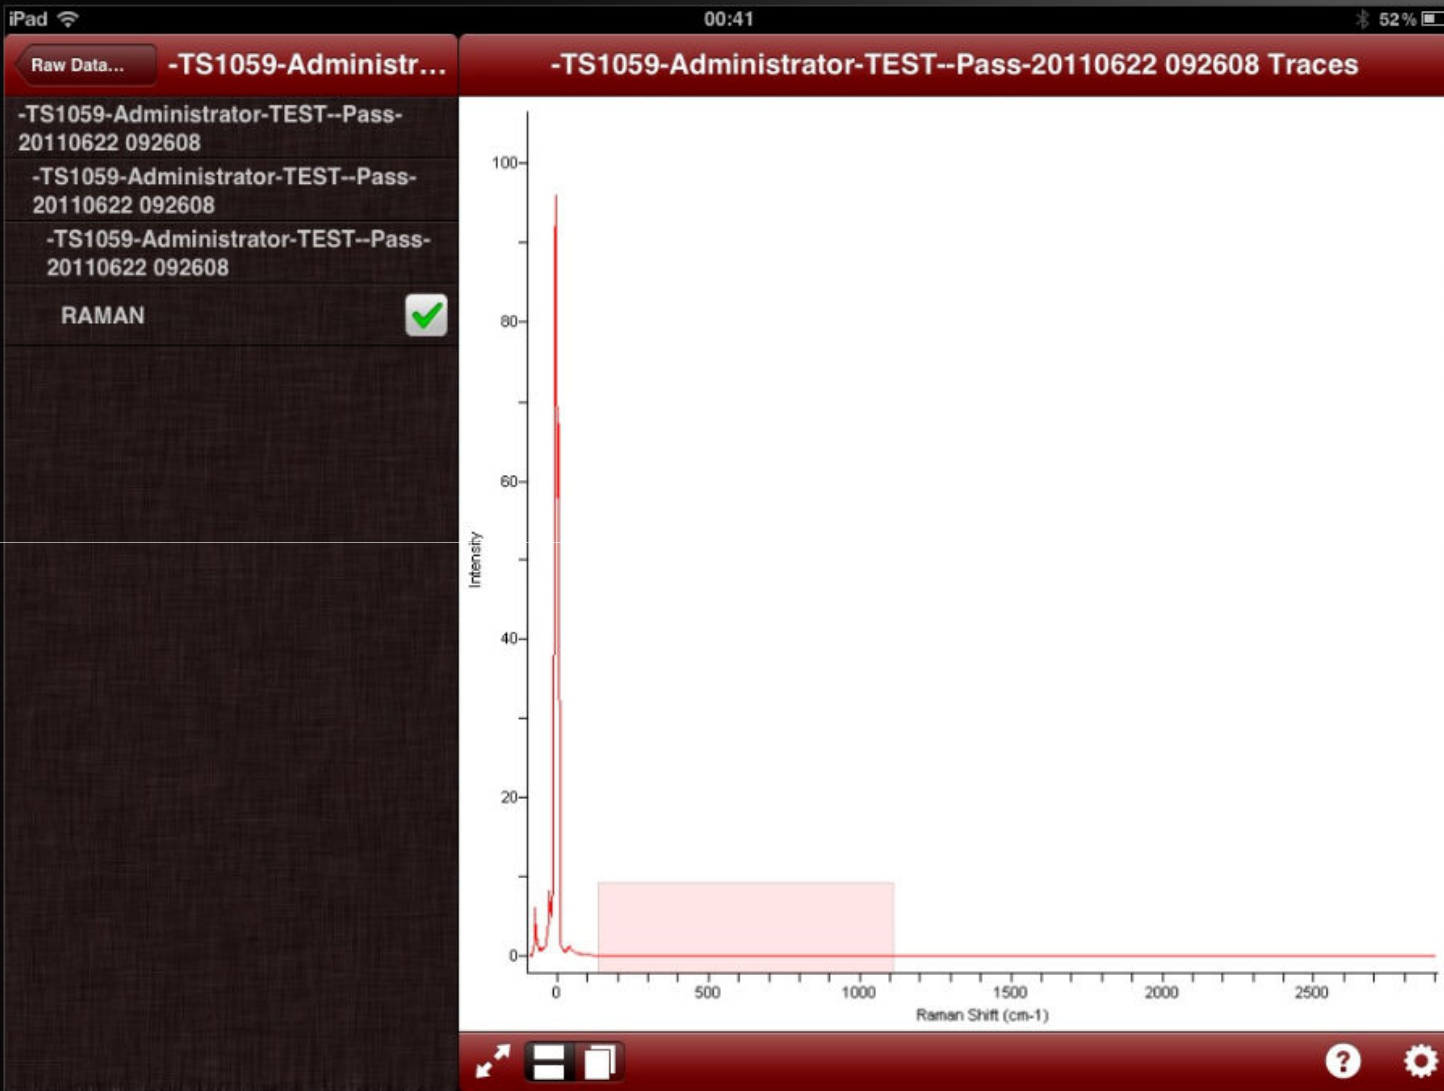 iPad 00:41 52%
Raw Data... -TS1059-Administr... -TS1059-Administrator-TEST--Pass-20110622 092608 Traces
-TS1059-Administrator-TEST--Pass-
20110622 092608
-TS1059-Administrator-TEST--Pass-
20110622 092608
-TS1059-Administrator-TEST--Pass-
20110622 092608
RAMAN
100
80
60
Intensity
40
20
0
0 500 1000 1500 2000 2500
Raman Shift (cm-1)
?